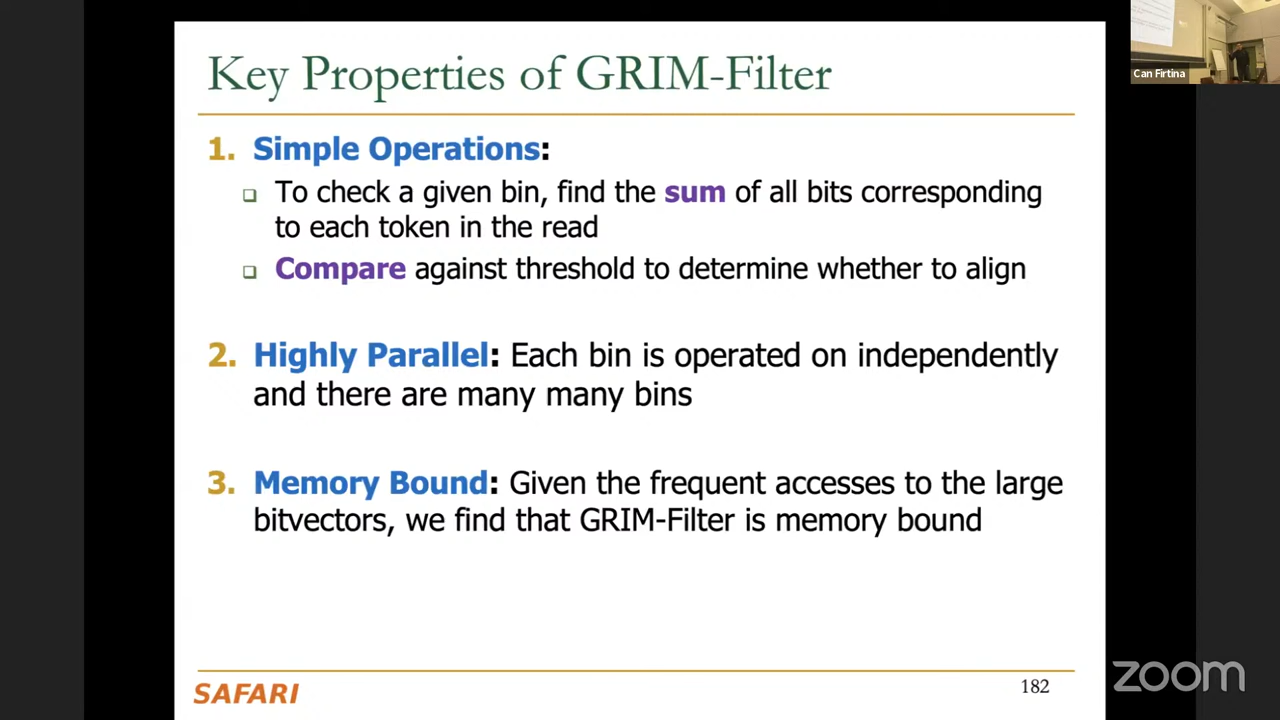 Key Properties of GRIM-Filter
1. Simple Operations:
To check a given bin, find the sum of all bits corresponding
to each token in the read
Compare against threshold to determine whether to align
2. Highly Parallel: Each bin is operated on independently
and there are many many bins
3. Memory Bound: Given the frequent accesses to the large
bitvectors, we find that GRIM-Filter is memory bound
SAFARI
182
Can Firtina
zoom